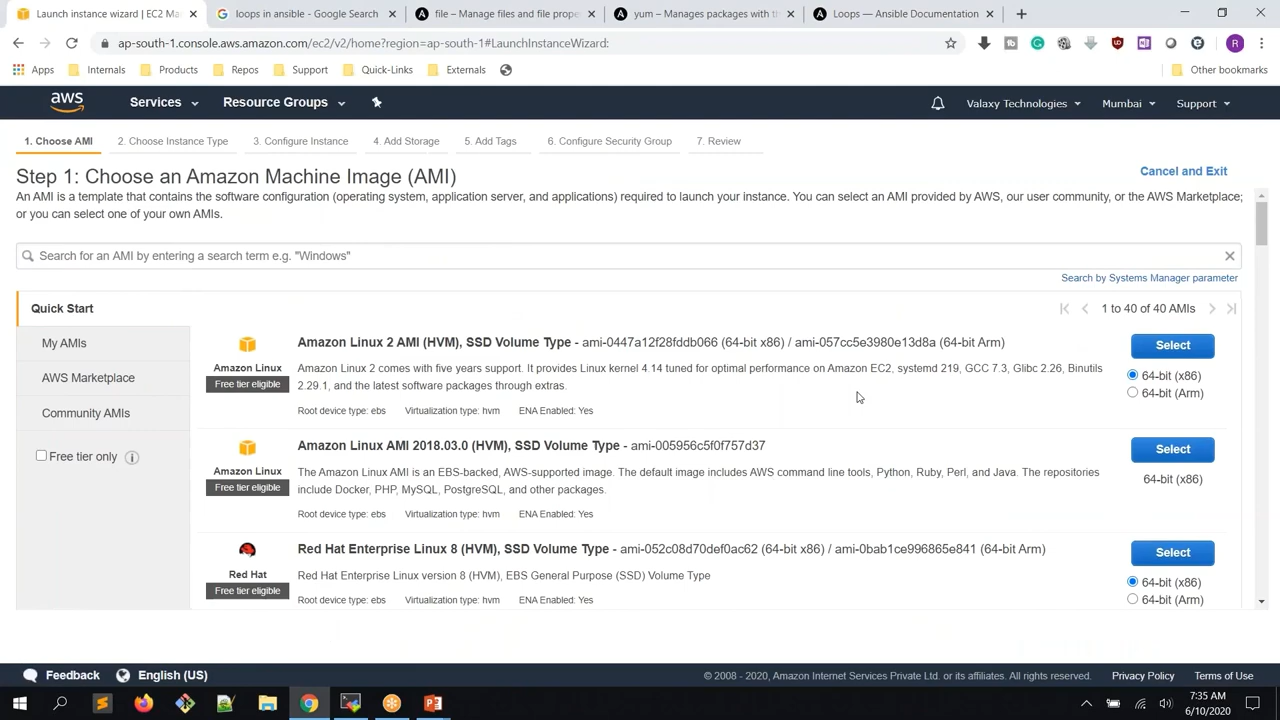 Launch instance wizard | EC2 Ma
loops in ansible - Google Search
file – Manage files and file prope
yum – Manages packages with th
Loops — Ansible Documentation
ap-south-1.console.aws.amazon.com/ec2/v2/home?region=ap-south-1#LaunchInstanceWizard:
Apps
Internals
Products
Repos
Support
Quick-Links
Externals
Other bookmarks
aws
Services
Resource Groups
Valaxy Technologies
Mumbai
Support
1. Choose AMI
2. Choose Instance Type
3. Configure Instance
4. Add Storage
5. Add Tags
6. Configure Security Group
7. Review
Step 1: Choose an Amazon Machine Image (AMI)
Cancel and Exit
An AMI is a template that contains the software configuration (operating system, application server, and applications) required to launch your instance. You can select an AMI provided by AWS, our user community, or the AWS Marketplace;
or you can select one of your own AMIs.
Search for an AMI by entering a search term e.g. "Windows"
Search by Systems Manager parameter
Quick Start
My AMIs
AWS Marketplace
Community AMIs
Free tier only
1 to 40 of 40 AMIs
Amazon Linux
Free tier eligible
Amazon Linux 2 AMI (HVM), SSD Volume Type - ami-0447a12f28fddb066 (64-bit x86) / ami-057cc5e3980e13d8a (64-bit Arm)
Amazon Linux 2 comes with five years support. It provides Linux kernel 4.14 tuned for optimal performance on Amazon EC2, systemd 219, GCC 7.3, Glibc 2.26, Binutils
2.29.1, and the latest software packages through extras.
Root device type: ebs Virtualization type: hvm ENA Enabled: Yes
Select
64-bit (x86)
64-bit (Arm)
Amazon Linux
Free tier eligible
Amazon Linux AMI 2018.03.0 (HVM), SSD Volume Type - ami-005956c5f0f757d37
The Amazon Linux AMI is an EBS-backed, AWS-supported image. The default image includes AWS command line tools, Python, Ruby, Perl, and Java. The repositories
include Docker, PHP, MySQL, PostgreSQL, and other packages.
Root device type: ebs Virtualization type: hvm ENA Enabled: Yes
Select
64-bit (x86)
Red Hat
Free tier eligible
Red Hat Enterprise Linux 8 (HVM), SSD Volume Type - ami-052c08d70def0ac62 (64-bit x86) / ami-0bab1ce996865e841 (64-bit Arm)
Red Hat Enterprise Linux version 8 (HVM), EBS General Purpose (SSD) Volume Type
Root device type: ebs Virtualization type: hvm ENA Enabled: Yes
Select
64-bit (x86)
64-bit (Arm)
Feedback
English (US)
© 2008 - 2020, Amazon Internet Services Private Ltd. or its affiliates. All rights reserved.
Privacy Policy
Terms of Use
7:35 AM
6/10/2020